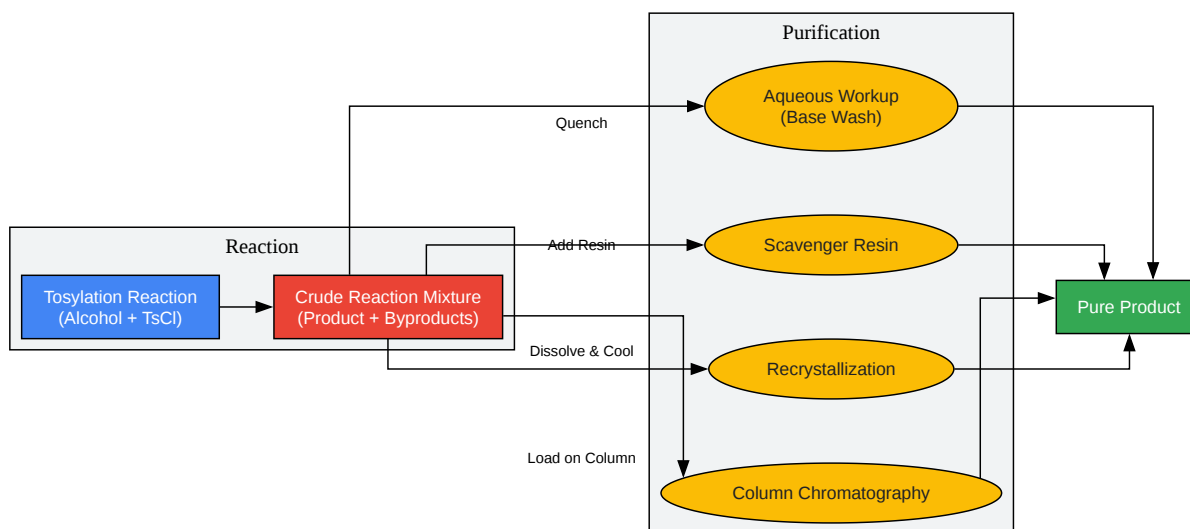 Purification
Aqueous Workup
(Base Wash)
Quench
Reaction
Add Resin
Scavenger Resin
Tosylation Reaction
(Alcohol + TsCl)
Crude Reaction Mixture
(Product + Byproducts)
Pure Product
Dissolve & Cool
Recrystallization
Load on Column
Column Chromatography